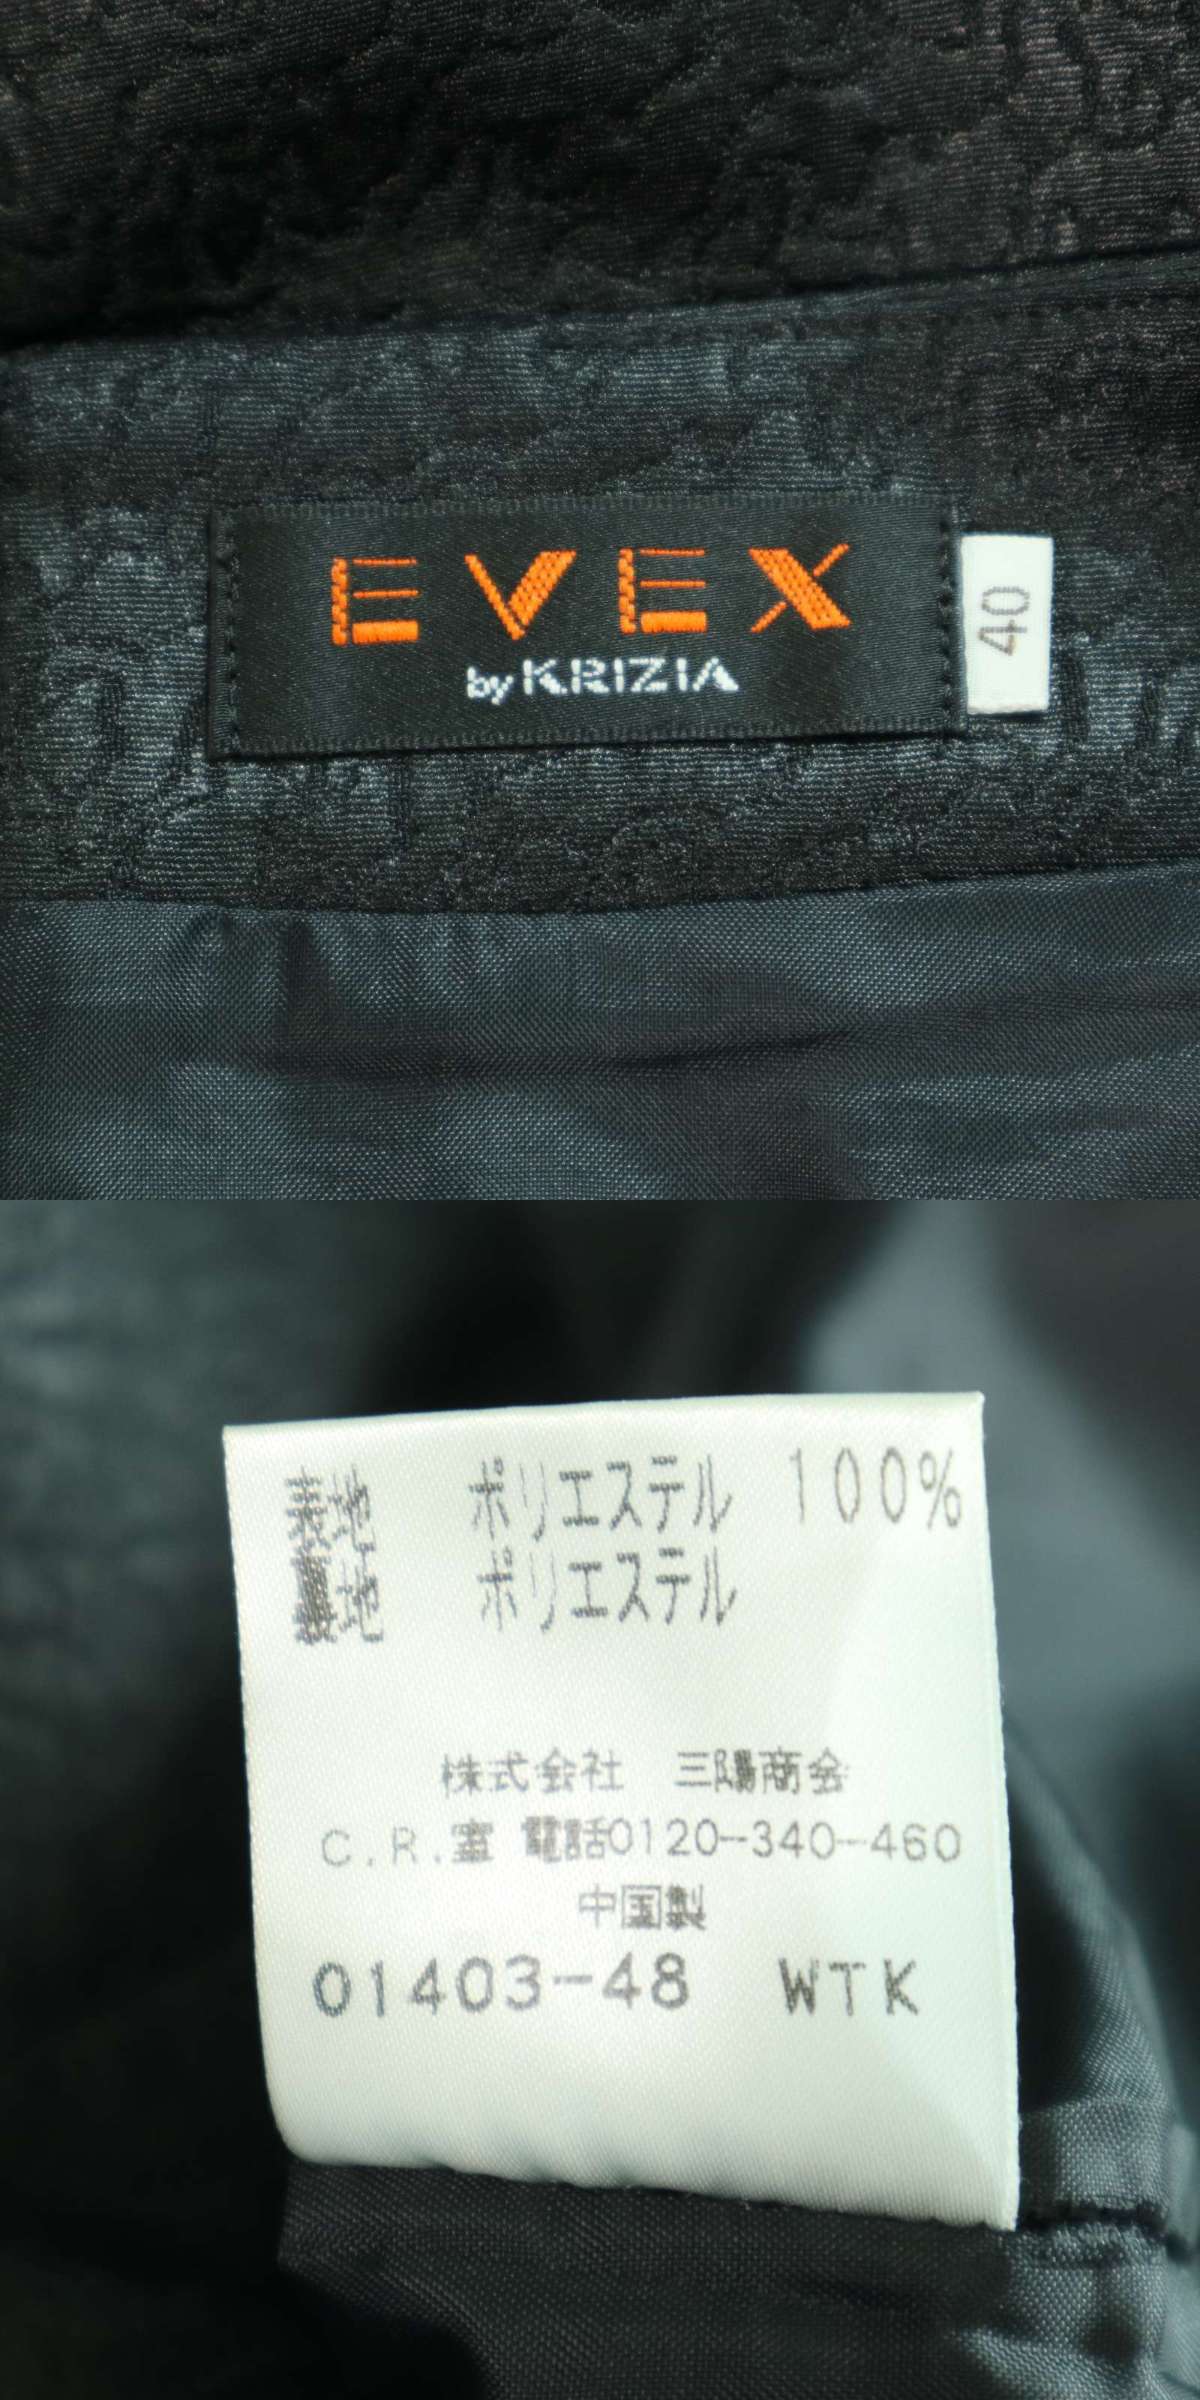 EVEX
by KRIZIA
40
表地 ポリエステル 100%
裏地 ポリエステル
株式会社 三陽商会
C.R.室 電話0120-340-460
中国製
01403-48 WTK